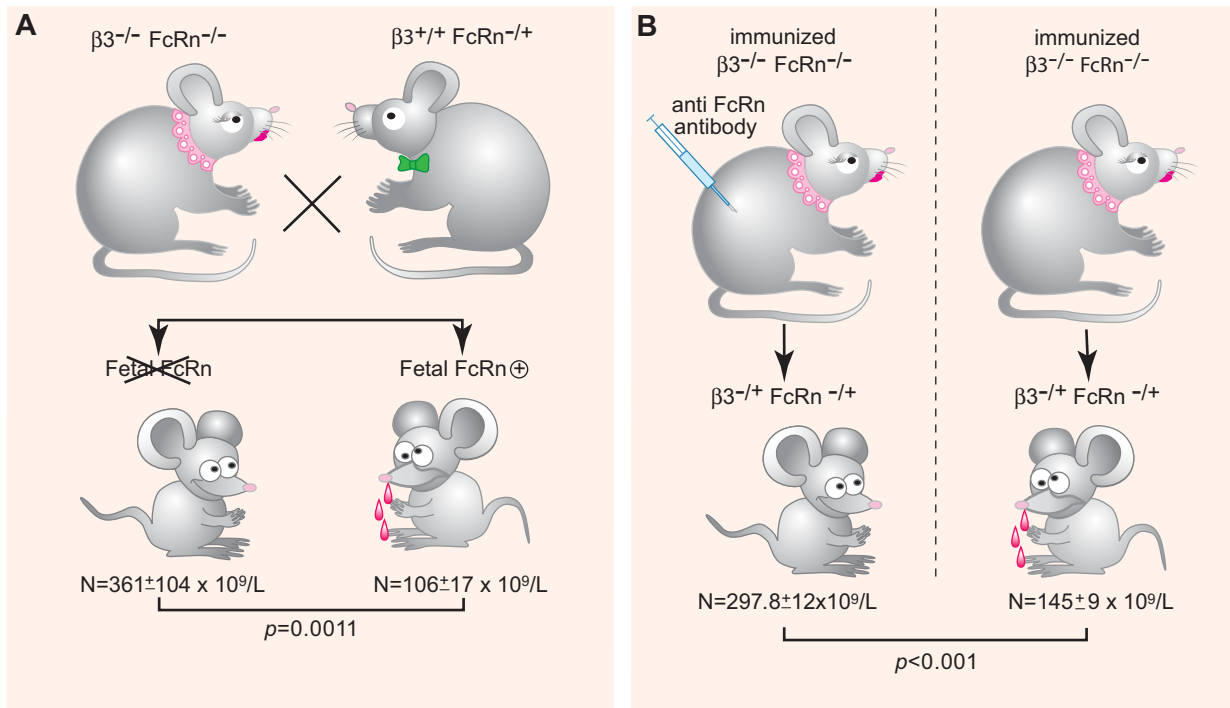 A
β3⁻/⁻ FcRn⁻/⁻
β3⁺/⁺ FcRn⁻/⁺
Fetal FcRn
Fetal FcRn⊕
N=361±104 x 10⁹/L
N=106±17 x 10⁹/L
p=0.0011
B
immunized
β3⁻/⁻ FcRn⁻/⁻
anti FcRn
antibody
β3⁻/⁺ FcRn ⁻/⁺
N=297.8±12x10⁹/L
immunized
β3⁻/⁻ FcRn⁻/⁻
β3⁻/⁺ FcRn ⁻/⁺
N=145±9 x 10⁹/L
p<0.001